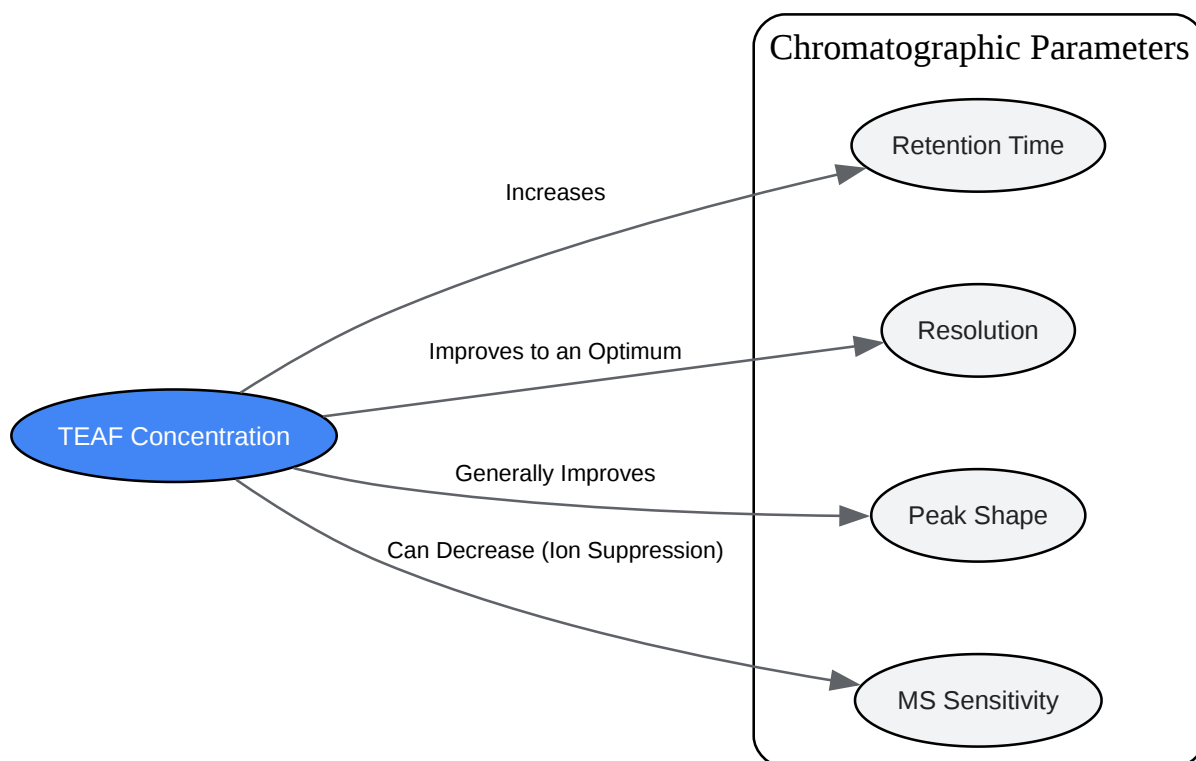 Chromatographic Parameters
Retention Time
Increases
Resolution
Improves to an Optimum
TEAF Concentration
Generally Improves
Peak Shape
Can Decrease (Ion Suppression)
MS Sensitivity